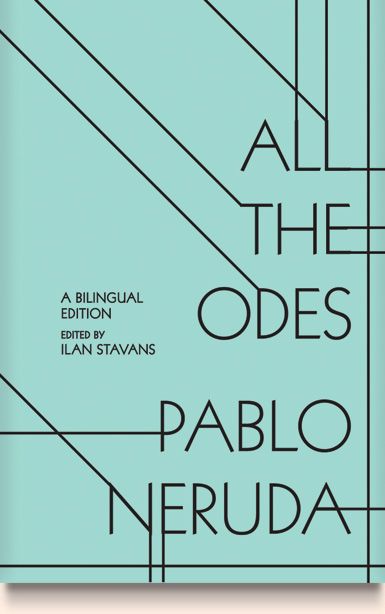 ALL
THE
ODES
A BILINGUAL
EDITION
EDITED BY
ILAN STAVANS
PABLO
NERUDA